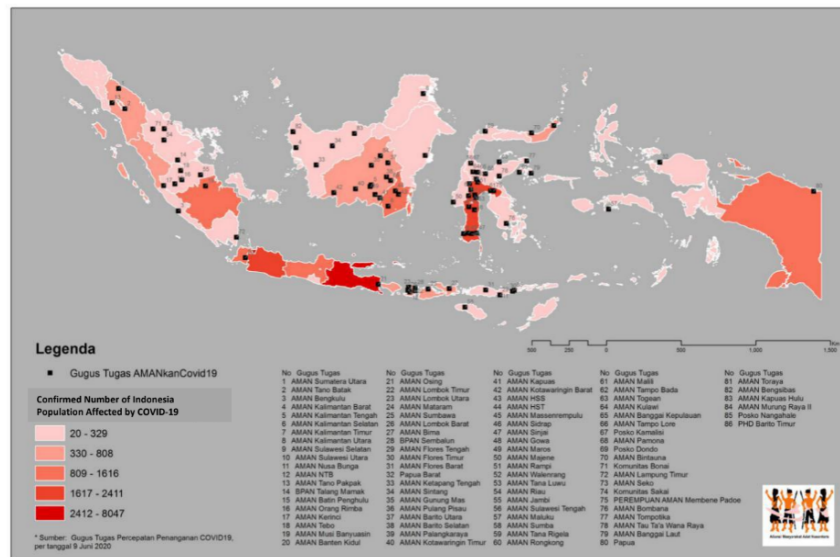 500 0 500 1,000 1,500
Legenda
Gugus Tugas AMANkanCovid19
Confirmed Number of Indonesia
Population Affected by COVID-19
20 - 329
330 - 808
809 - 1616
1617 - 2411
2412 - 8047
* Sumber: Gugus Tugas Percepatan Penanganan COVID19,
per tanggal 9 Juni 2020
No Gugus Tugas
1 AMAN Sumatera Utara
2 AMAN Tano Batak
3 AMAN Bengkulu
4 AMAN Kalimantan Barat
5 AMAN Kalimantan Tengah
6 AMAN Kalimantan Selatan
7 AMAN Kalimantan Timur
8 AMAN Kalimantan Utara
9 AMAN Sulawesi Selatan
10 AMAN Sulawesi Utara
11 AMAN Nusa Bunga
12 AMAN NTB
13 AMAN Tano Pakpak
14 BPAN Talang Mamak
15 AMAN Batin Penghulu
16 AMAN Orang Rimba
17 AMAN Kerinci
18 AMAN Tebo
19 AMAN Musi Banyuasin
20 AMAN Banten Kidul
No Gugus Tugas
21 AMAN Osing
22 AMAN Lombok Timur
23 AMAN Lombok Utara
24 AMAN Mataram
25 AMAN Sumbawa
26 AMAN Lombok Barat
27 AMAN Bima
28 BPAN Sembalun
29 AMAN Flores Tengah
30 AMAN Flores Timur
31 AMAN Flores Barat
32 Papua Barat
33 AMAN Ketapang Tengah
34 AMAN Sintang
35 AMAN Gunung Mas
36 AMAN Pulang Pisau
37 AMAN Barito Utara
38 AMAN Barito Selatan
39 AMAN Palangkaraya
40 AMAN Kotawaringin Timur
No Gugus Tugas
41 AMAN Kapuas
42 AMAN Kotawaringin Barat
43 AMAN HSS
44 AMAN HST
45 AMAN Massenrempulu
46 AMAN Sidrap
47 AMAN Sinjai
48 AMAN Gowa
49 AMAN Maros
50 AMAN Majene
51 AMAN Rampi
52 AMAN Walenrang
53 AMAN Tana Luwu
54 AMAN Riau
55 AMAN Jambi
56 AMAN Sulawesi Tengah
57 AMAN Maluku
58 AMAN Sumba
59 AMAN Tana Rigela
60 AMAN Rongkong
No Gugus Tugas
61 AMAN Malili
62 AMAN Tampo Bada
63 AMAN Togean
64 AMAN Kulawi
65 AMAN Banggai Kepulauan
66 AMAN Tampo Lore
67 Posko Kamalisi
68 AMAN Pamona
69 Posko Dondo
70 AMAN Bintauna
71 Komunitas Bonai
72 AMAN Lampung Timur
73 AMAN Seko
74 Komunitas Sakai
75 PEREMPUAN AMAN Membene Padoe
76 AMAN Bombana
77 AMAN Tompotika
78 AMAN Tau Ta'a Wana Raya
79 AMAN Banggai Laut
80 Papua
No Gugus Tugas
81 AMAN Toraya
82 AMAN Bengsibas
83 AMAN Kapuas Hulu
84 AMAN Murung Raya II
85 Posko Nangahale
86 PHD Barito Timur